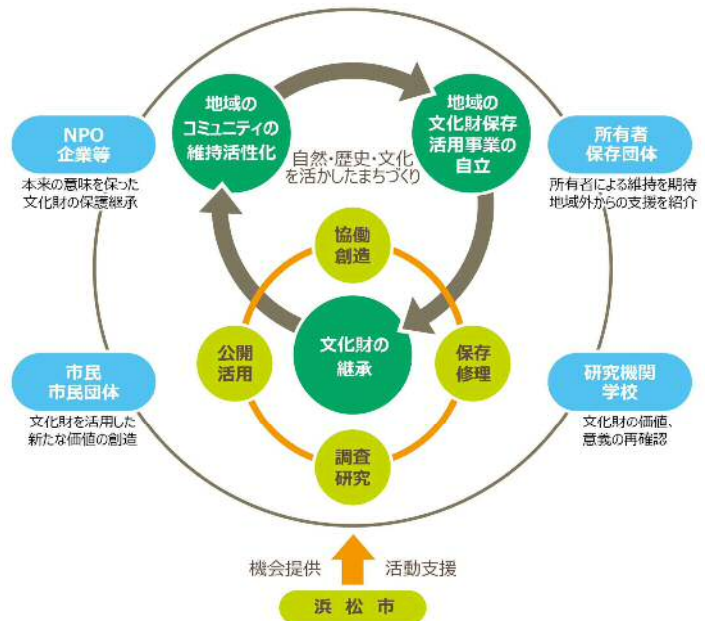 地域の
コミュニティの
維持活性化
地域の
文化財保存
活用事業の
自立
NPO
企業等
本来の意味を保った
文化財の保護継承
自然・歴史・文化
を活かしたまちづくり
所有者
保存団体
所有者による維持を期待
地域外からの支援を紹介
協働
創造
公開
活用
文化財の
継承
保存
修理
市民
市民団体
文化財を活用した
新たな価値の創造
研究機関
学校
文化財の価値、
意義の再確認
調査
研究
機会提供
活動支援
浜松市